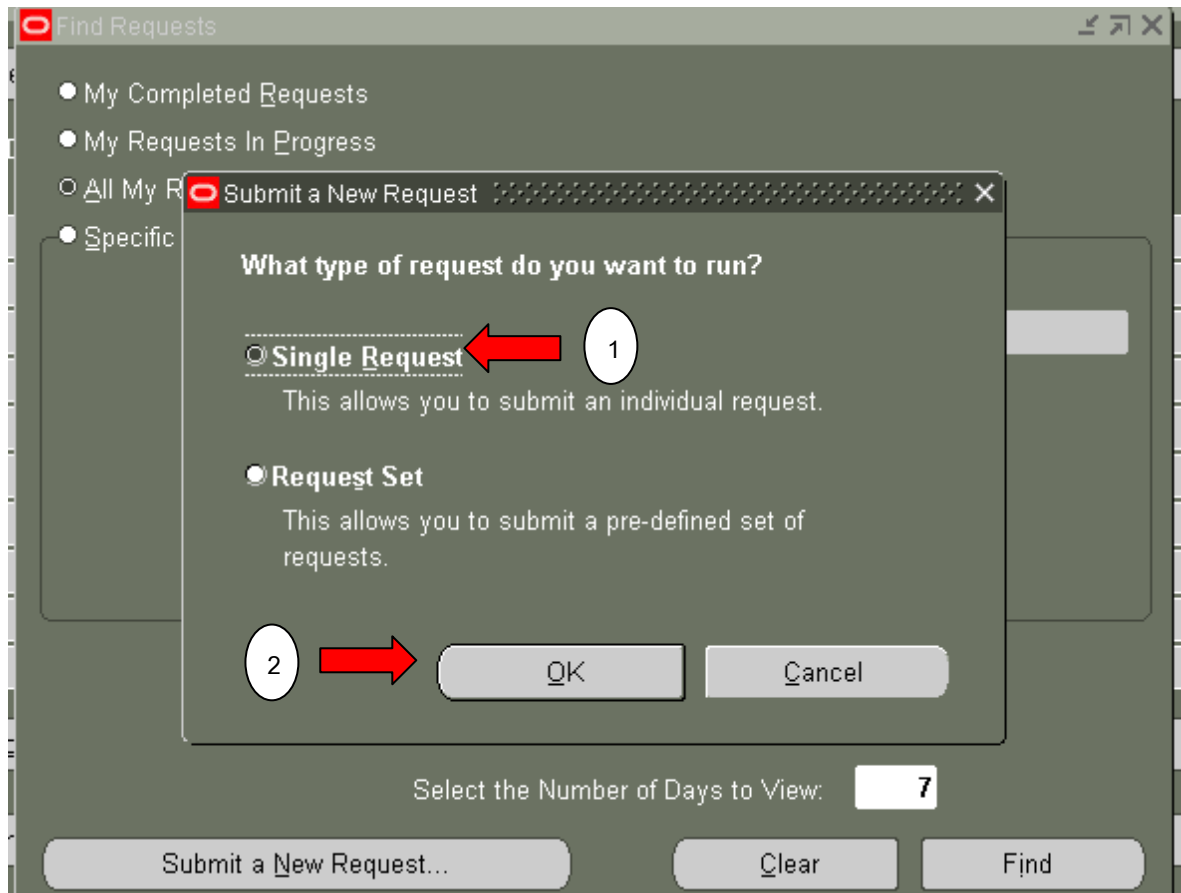 Find Requests
My Completed Requests
My Requests In Progress
All My R
Submit a New Request
Specific
What type of request do you want to run?
Single Request
1
This allows you to submit an individual request.
Request Set
This allows you to submit a pre-defined set of
requests.
2
OK
Cancel
Select the Number of Days to View:
7
Submit a New Request...
Clear
Find